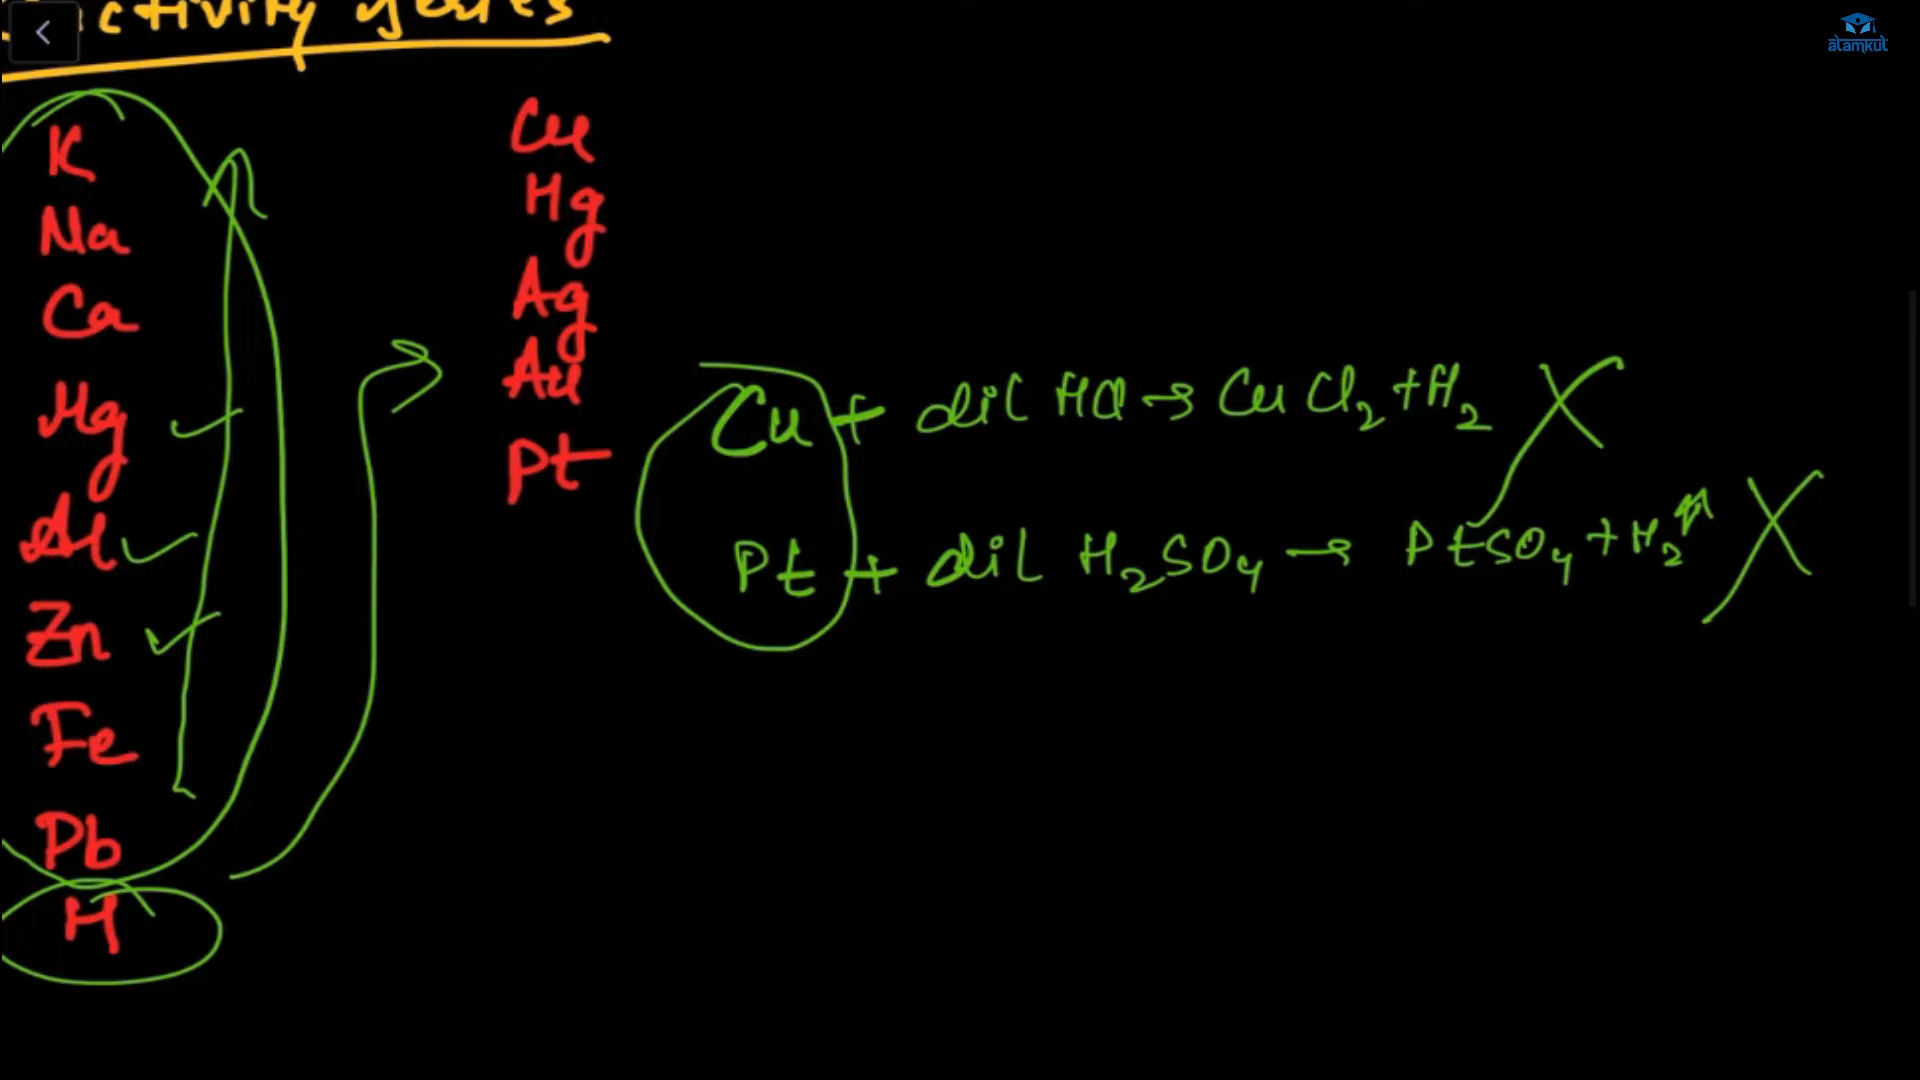 alamkut
K
Na
Ca
Mg
Al
Zn
Fe
Pb
H
Cu
Hg
Ag
Au
Pt
Cu + dil HCl → CuCl₂ + H₂ X
Pt + dil H₂SO₄ → PtSO₄ + H₂↑ X